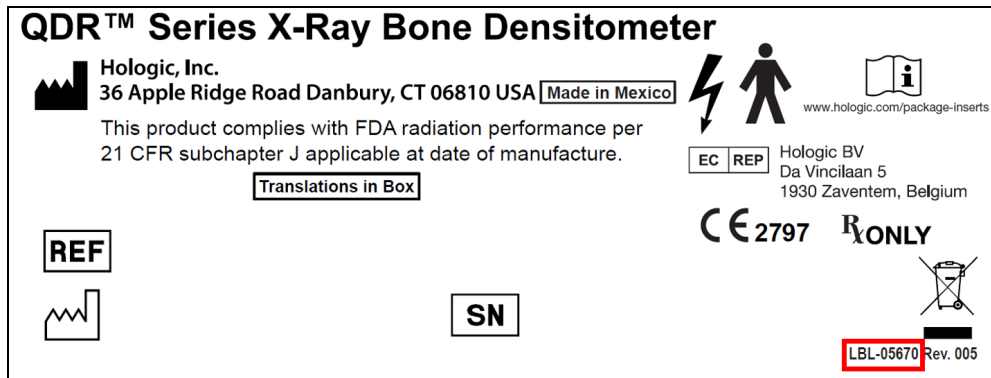 QDR™ Series X-Ray Bone Densitometer
Hologic, Inc.
36 Apple Ridge Road Danbury, CT 06810 USA Made in Mexico
This product complies with FDA radiation performance per
21 CFR subchapter J applicable at date of manufacture.
Translations in Box
www.hologic.com/package-inserts
EC REP
Hologic BV
Da Vincilaan 5
1930 Zaventem, Belgium
CE 2797
Rx ONLY
REF
SN
LBL-05670 Rev. 005